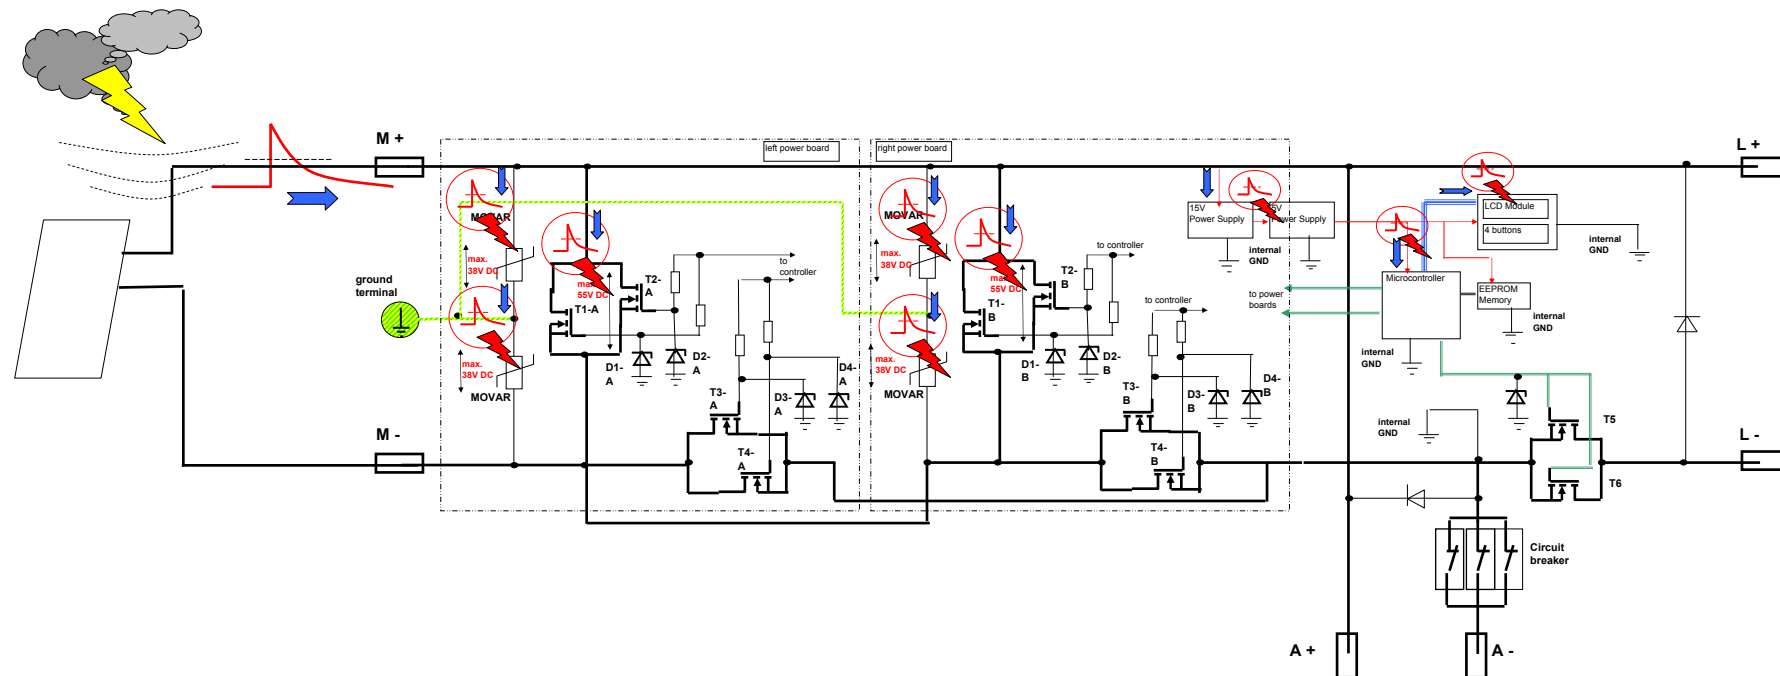 M +
left power board
right power board
L +
MOVAR
max.
38V DC
ground
terminal
max.
38V DC
MOVAR
max.
55V DC
T1-A
T2-
A
to
controller
D1-
A
D2-
A
T3-
A
D3-
A
D4-
A
T4-
A
M -
MOVAR
max.
38V DC
max.
38V DC
MOVAR
max.
55V DC
T1-
B
T2-
B
to controller
to controller
D1-
B
D2-
B
T3-
B
D3-
B
D4-
B
T4-
B
15V
Power Supply
Power Supply
internal
GND
LCD Module
4 buttons
internal
GND
Microcontroller
EEPROM
Memory
internal
GND
to power
boards
internal
GND
internal
GND
T5
T6
L -
Circuit
breaker
A +
A -